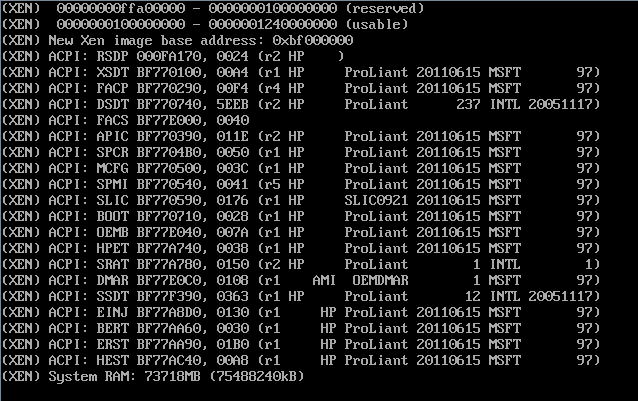 (XEN)  00000000ffa00000 - 0000000100000000 (reserved)
(XEN)  0000000100000000 - 0000001240000000 (usable)
(XEN) New Xen image base address: 0xbf000000
(XEN) ACPI: RSDP 000FA170, 0024 (r2 HP    )
(XEN) ACPI: XSDT BF770100, 00A4 (r1 HP     ProLiant 20110615 MSFT       97)
(XEN) ACPI: FACP BF770290, 00F4 (r4 HP     ProLiant 20110615 MSFT       97)
(XEN) ACPI: DSDT BF770740, 5EEB (r2 HP     ProLiant      237 INTL 20051117)
(XEN) ACPI: FACS BF77E000, 0040
(XEN) ACPI: APIC BF770390, 011E (r2 HP     ProLiant 20110615 MSFT       97)
(XEN) ACPI: SPCR BF7704B0, 0050 (r1 HP     ProLiant 20110615 MSFT       97)
(XEN) ACPI: MCFG BF770500, 003C (r1 HP     ProLiant 20110615 MSFT       97)
(XEN) ACPI: SPMI BF770540, 0041 (r5 HP     ProLiant 20110615 MSFT       97)
(XEN) ACPI: SLIC BF770590, 0176 (r1 HP     SLIC0921 20110615 MSFT       97)
(XEN) ACPI: BOOT BF770710, 0028 (r1 HP     ProLiant 20110615 MSFT       97)
(XEN) ACPI: OEMB BF77E040, 007A (r1 HP     ProLiant 20110615 MSFT       97)
(XEN) ACPI: HPET BF77A740, 0038 (r1 HP     ProLiant 20110615 MSFT       97)
(XEN) ACPI: SRAT BF77A780, 0150 (r2 HP     ProLiant        1 INTL        1)
(XEN) ACPI: DMAR BF77E0C0, 0108 (r1    AMI  OEMDMAR        1 MSFT       97)
(XEN) ACPI: SSDT BF77F390, 0363 (r1 HP     ProLiant       12 INTL 20051117)
(XEN) ACPI: EINJ BF77A8D0, 0130 (r1     HP ProLiant 20110615 MSFT       97)
(XEN) ACPI: BERT BF77AA60, 0030 (r1     HP ProLiant 20110615 MSFT       97)
(XEN) ACPI: ERST BF77AA90, 01B0 (r1     HP ProLiant 20110615 MSFT       97)
(XEN) ACPI: HEST BF77AC40, 00A8 (r1     HP ProLiant 20110615 MSFT       97)
(XEN) System RAM: 73718MB (75488240kB)